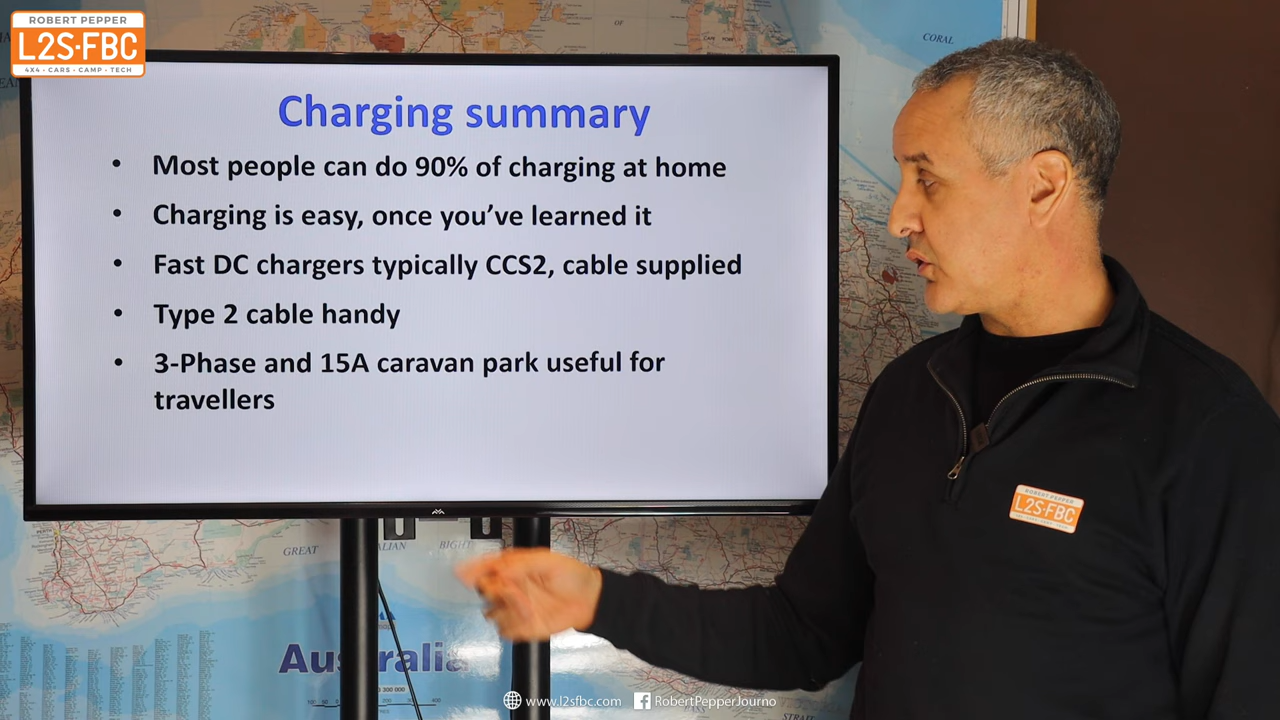 ROBERT PEPPER
L2S·FBC
4X4 • CARS • CAMP • TECH
OF
CORAL
Charging summary
• Most people can do 90% of charging at home
• Charging is easy, once you’ve learned it
• Fast DC chargers typically CCS2, cable supplied
• Type 2 cable handy
• 3-Phase and 15A caravan park useful for
travellers
ROBERT PEPPER
L2S·FBC
GREAT
ALIAN
BIGHT
Australia
www.l2sfbc.com
RobertPepperJourno
STRAIT